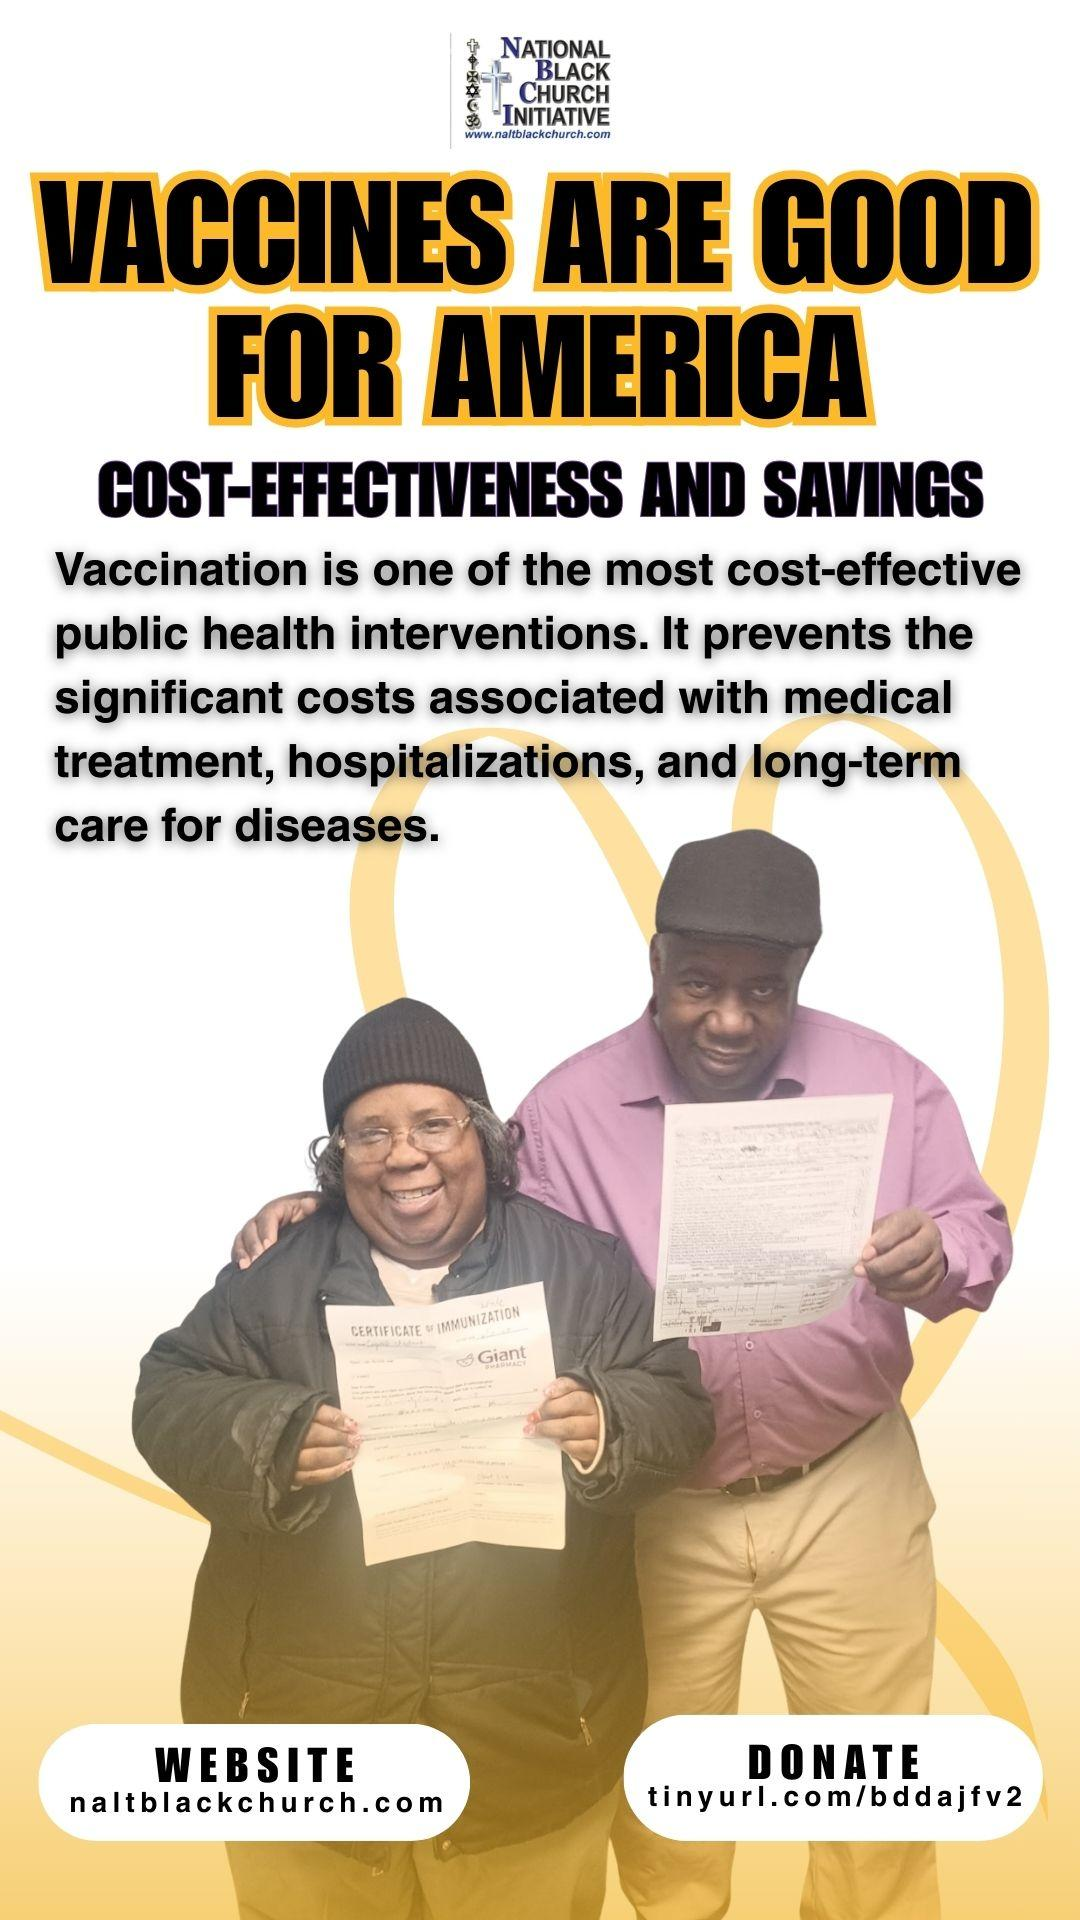 NATIONAL
BLACK
CHURCH
INITIATIVE
www.naltblackchurch.com
VACCINES ARE GOOD
FOR AMERICA
COST-EFFECTIVENESS AND SAVINGS
Vaccination is one of the most cost-effective
public health interventions. It prevents the
significant costs associated with medical
treatment, hospitalizations, and long-term
care for diseases.
CERTIFICATE OF IMMUNIZATION
Giant
PHARMACY
WEBSITE
naltblackchurch.com
DONATE
tinyurl.com/bddajfv2